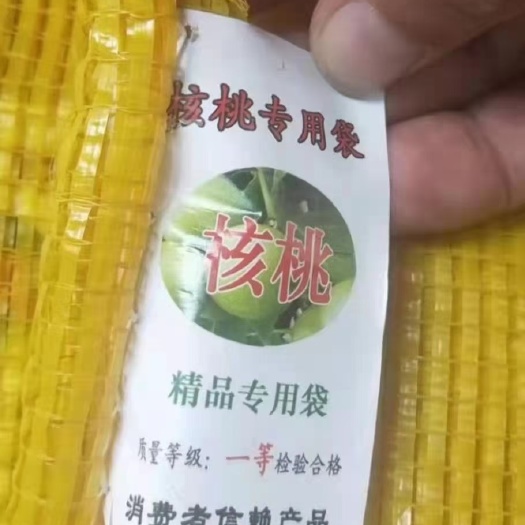 核桃专用袋
核桃
精品专用袋
质量等级：一等检验合格
消费者信赖产品